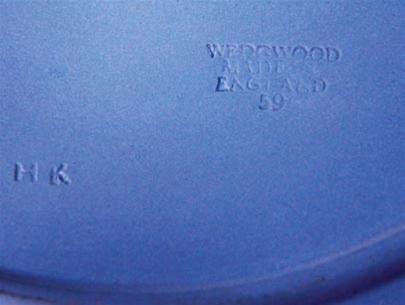 WEDGWOOD
MADE IN
ENGLAND
59
H K